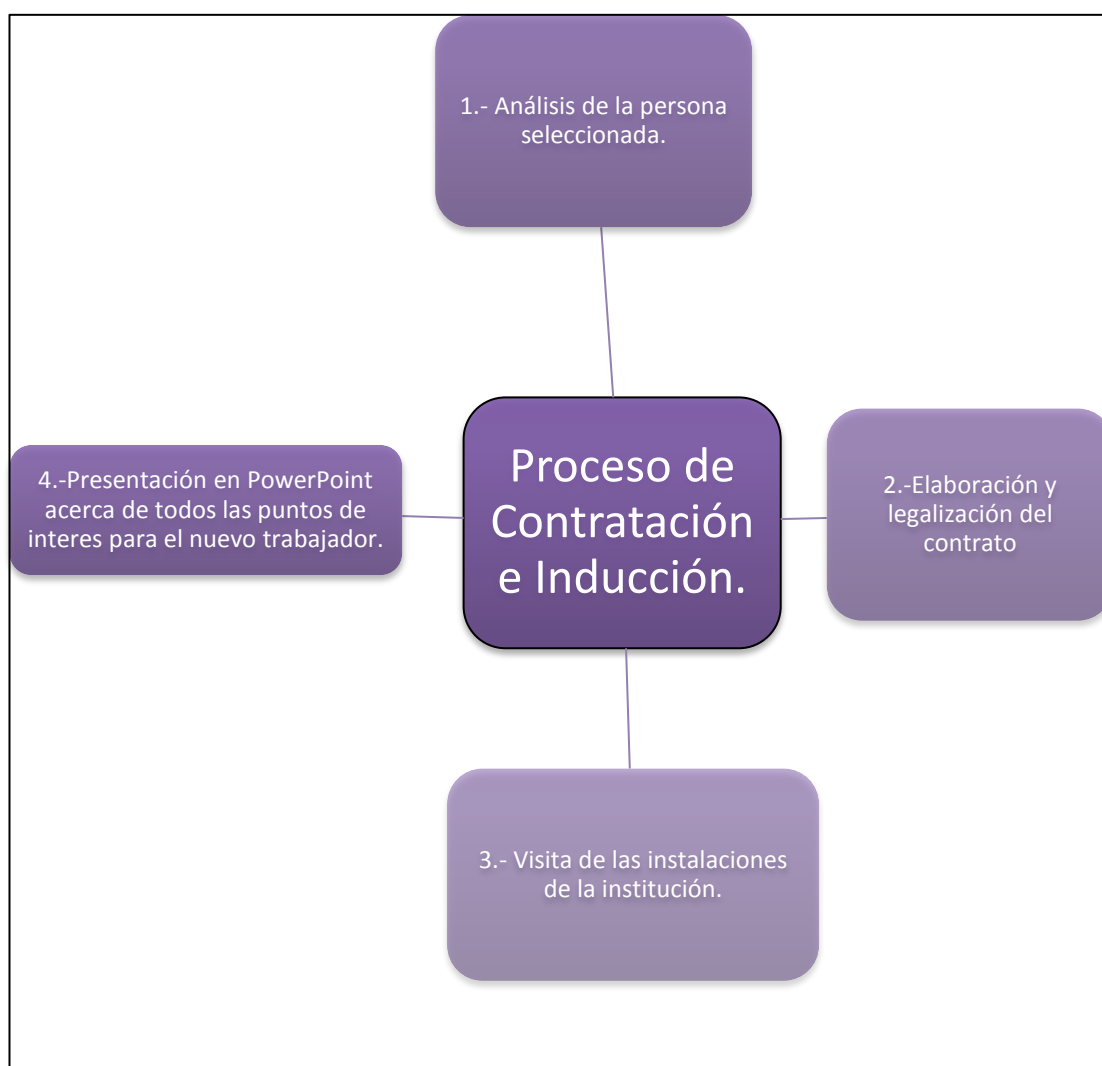 1.- Análisis de la persona
seleccionada.
Proceso de
Contratación
e Inducción.
2.-Elaboración y
legalización del
contrato
3.- Visita de las instalaciones
de la institución.
4.-Presentación en PowerPoint
acerca de todos las puntos de
interes para el nuevo trabajador.